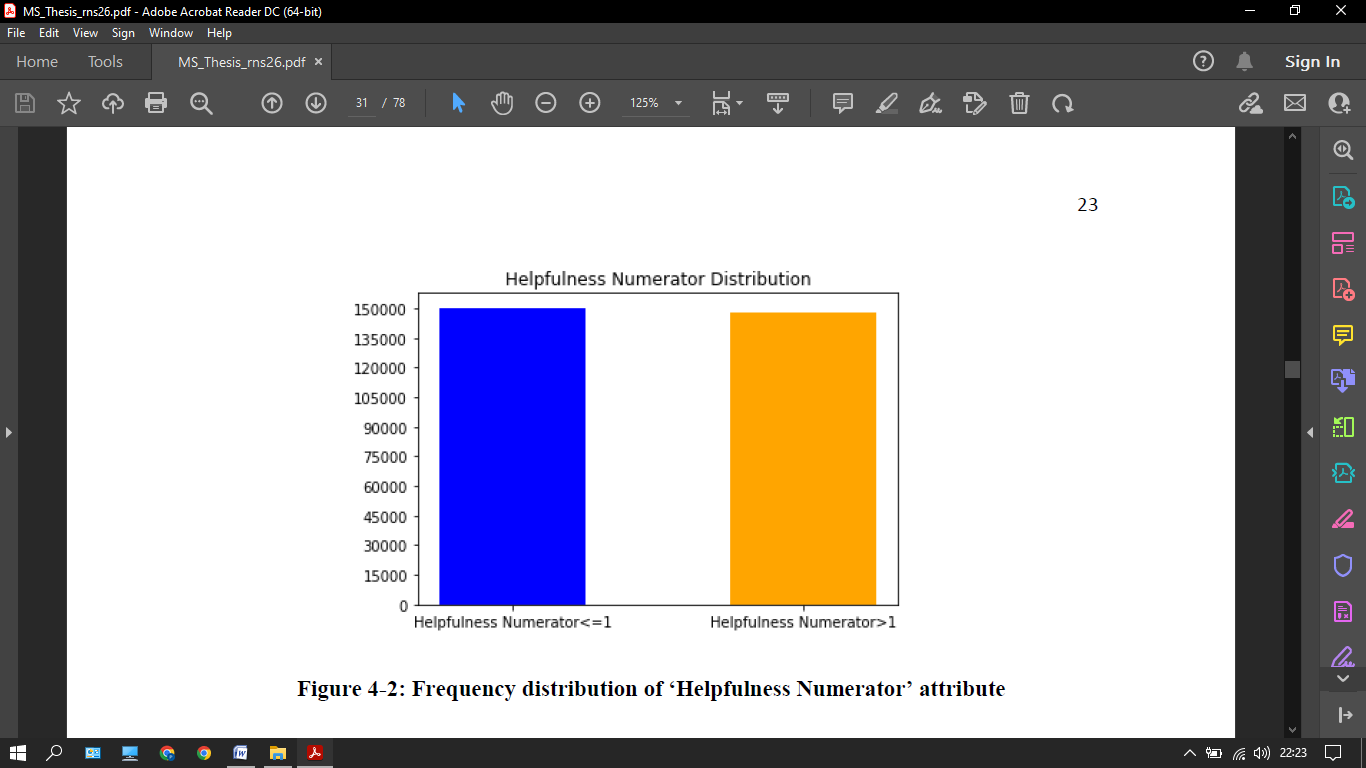 MS_Thesis_rns26.pdf - Adobe Acrobat Reader DC (64-bit)
File Edit View Sign Window Help
Home Tools MS_Thesis_rns26.pdf × Sign In
31 / 78 125%
23
Helpfulness Numerator Distribution
150000
135000
120000
105000
90000
75000
60000
45000
30000
15000
0
Helpfulness Numerator<=1 Helpfulness Numerator>1
Figure 4-2: Frequency distribution of ‘Helpfulness Numerator’ attribute
22:23